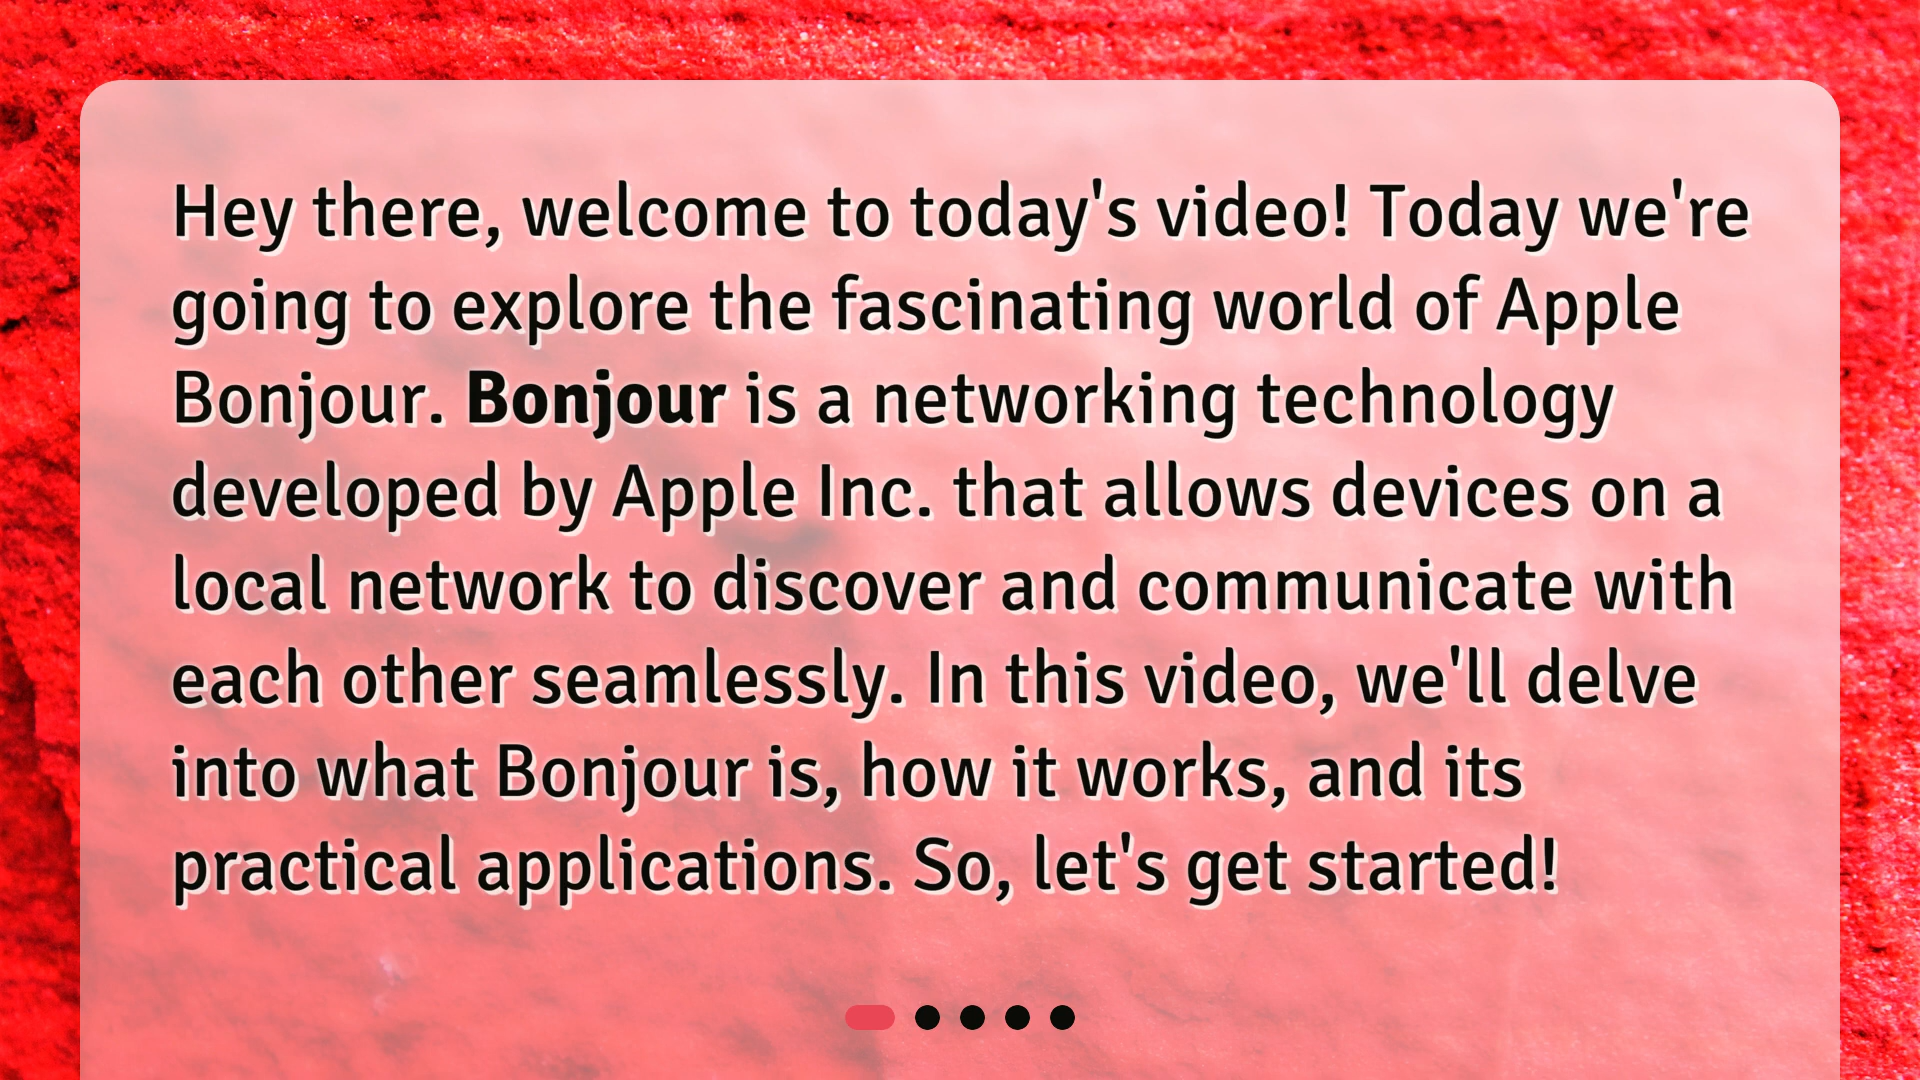 Hey there, welcome to today's video! Today we're
going to explore the fascinating world of Apple
Bonjour. Bonjour is a networking technology
developed by Apple Inc. that allows devices on a
local network to discover and communicate with
each other seamlessly. In this video, we'll delve
into what Bonjour is, how it works, and its
practical applications. So, let's get started!